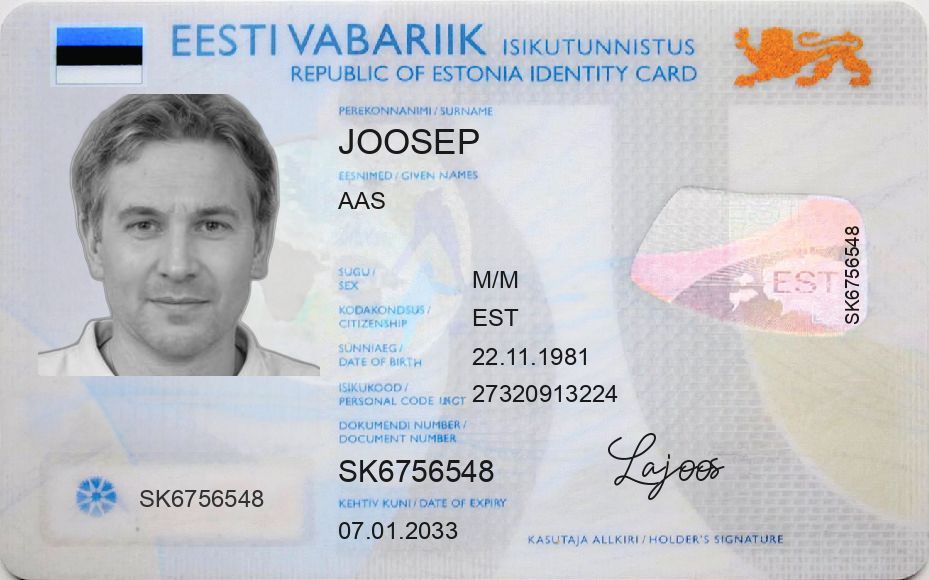 EESTI VABARIIK ISIKUTUNNISTUS
REPUBLIC OF ESTONIA IDENTITY CARD
PEREKONNANIMI / SURNAME
JOOSEP
EESNIMED / GIVEN NAMES
AAS
SUGU /
SEX
M/M
KODAKONDSUS /
CITIZENSHIP
EST
SÜNNIAEG /
DATE OF BIRTH
22.11.1981
ISIKUKOOD /
PERSONAL CODE
27320913224
DOKUMENDI NUMBER /
DOCUMENT NUMBER
SK6756548
KEHTIV KUNI / DATE OF EXPIRY
07.01.2033
SK6756548
EST
SK6756548
Lajoos
KASUTAJA ALLKIRI / HOLDER'S SIGNATURE